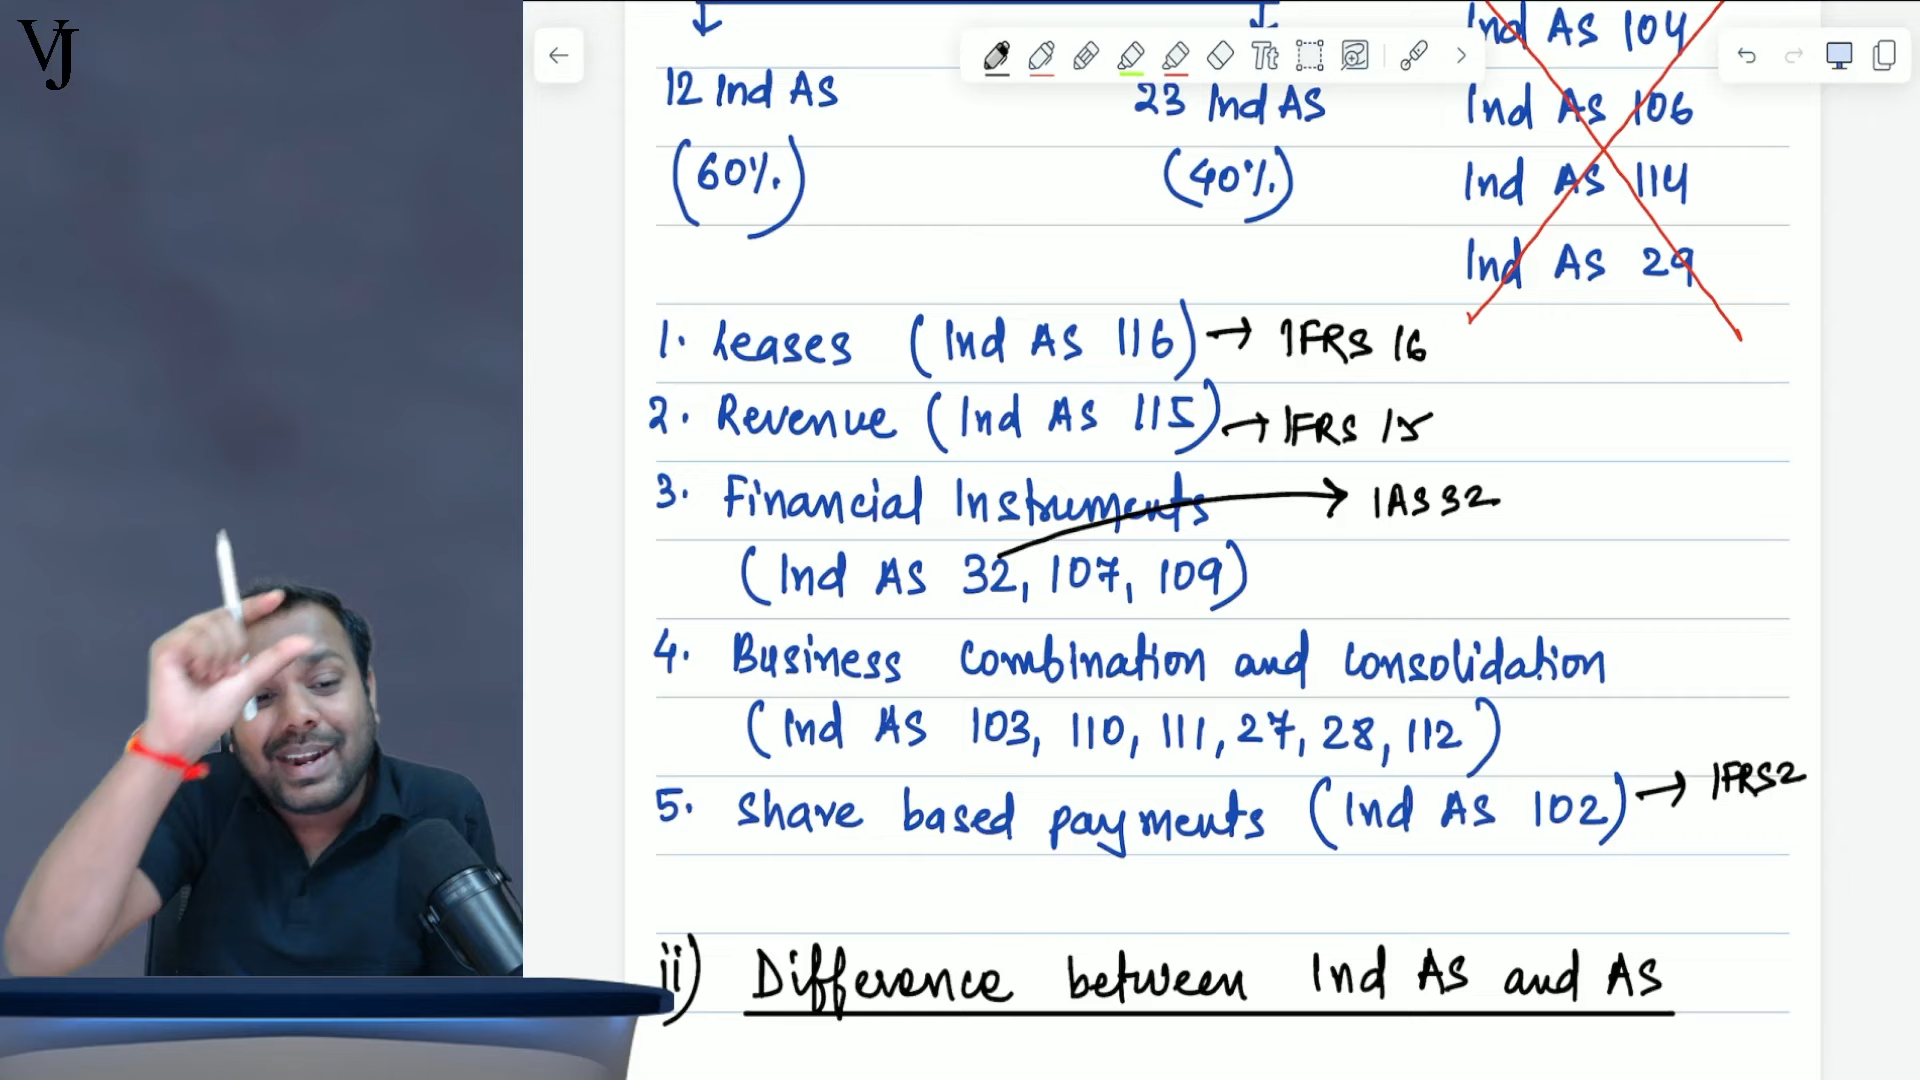 VJ
Ind AS 104
Tt
12 Ind AS
23 Ind AS
Ind AS 106
(60%)
(40%)
Ind AS 114
Ind AS 29
1. Leases (Ind AS 116) → IFRS 16
2. Revenue (Ind AS 115) → IFRS 15
3. Financial Instruments → IAS 32
(Ind AS 32, 107, 109)
4. Business Combination and Consolidation
(Ind AS 103, 110, 111, 27, 28, 112)
5. Share based payments (Ind AS 102) → IFRS2
ii) Difference between Ind AS and AS